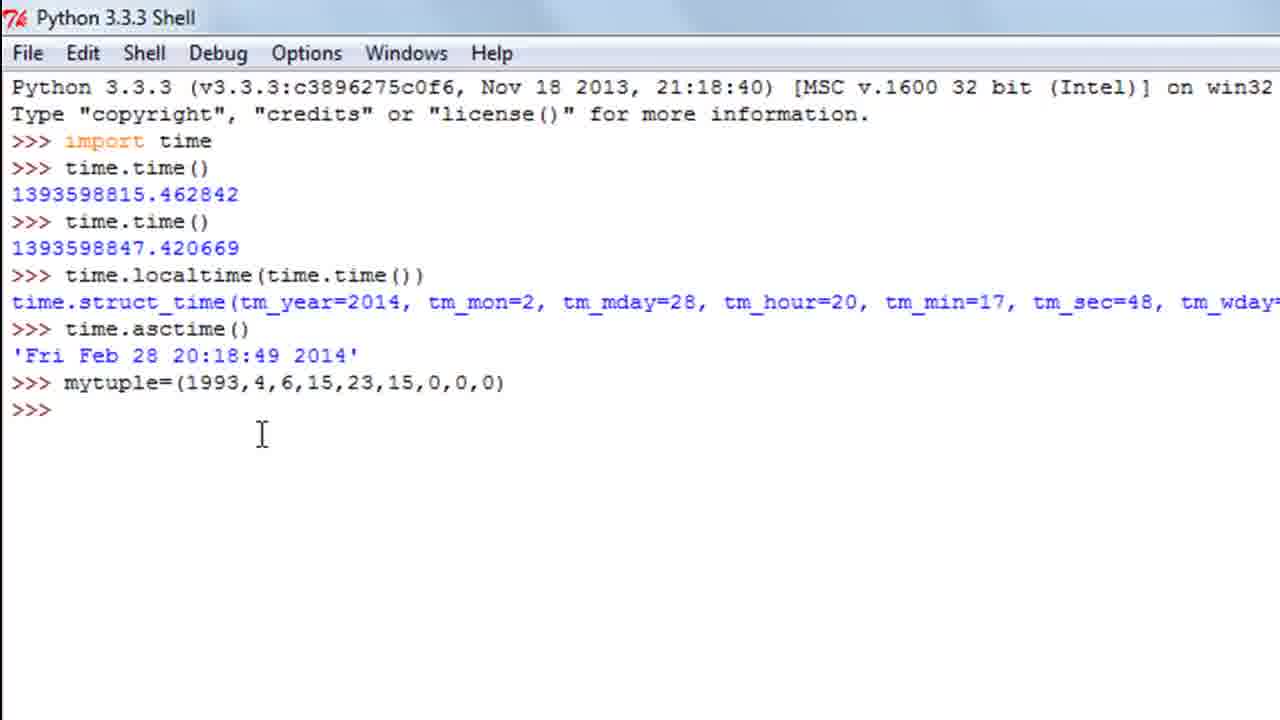 Python 3.3.3 Shell
File Edit Shell Debug Options Windows Help
Python 3.3.3 (v3.3.3:c3896275c0f6, Nov 18 2013, 21:18:40) [MSC v.1600 32 bit (Intel)] on win32
Type "copyright", "credits" or "license()" for more information.
>>> import time
>>> time.time()
1393598815.462842
>>> time.time()
1393598847.420669
>>> time.localtime(time.time())
time.struct_time(tm_year=2014, tm_mon=2, tm_mday=28, tm_hour=20, tm_min=17, tm_sec=48, tm_wday=
>>> time.asctime()
'Fri Feb 28 20:18:49 2014'
>>> mytuple=(1993,4,6,15,23,15,0,0,0)
>>>